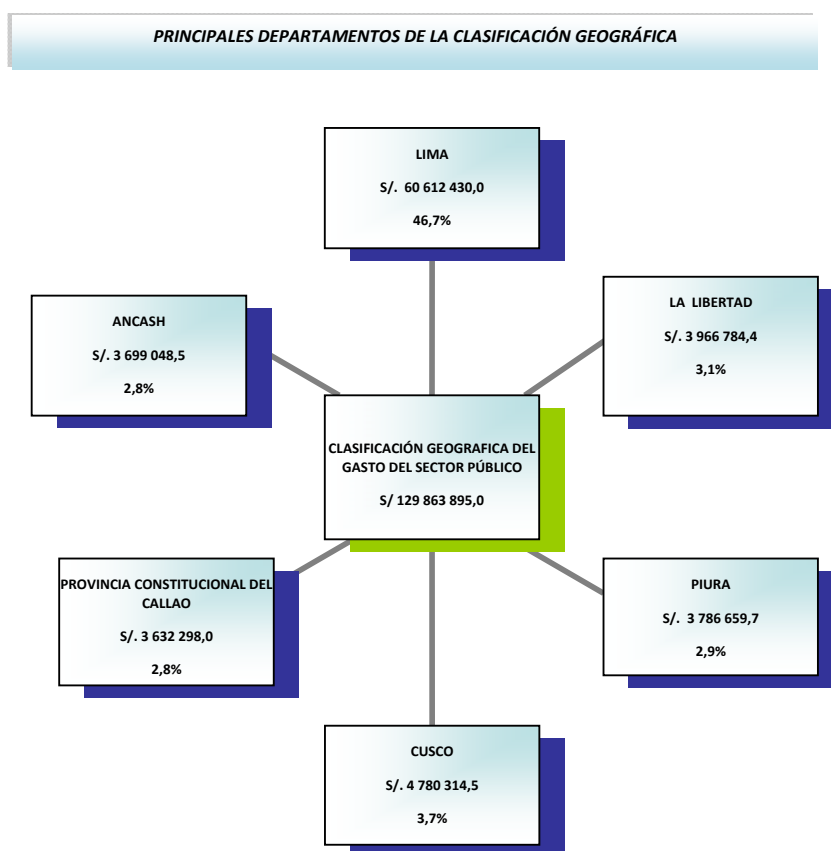 PRINCIPALES DEPARTAMENTOS DE LA CLASIFICACIÓN GEOGRÁFICA
LIMA
S/. 60 612 430,0
46,7%
ANCASH
S/. 3 699 048,5
2,8%
LA LIBERTAD
S/. 3 966 784,4
3,1%
CLASIFICACIÓN GEOGRAFICA DEL
GASTO DEL SECTOR PÚBLICO
S/ 129 863 895,0
PROVINCIA CONSTITUCIONAL DEL
CALLAO
S/. 3 632 298,0
2,8%
PIURA
S/. 3 786 659,7
2,9%
CUSCO
S/. 4 780 314,5
3,7%